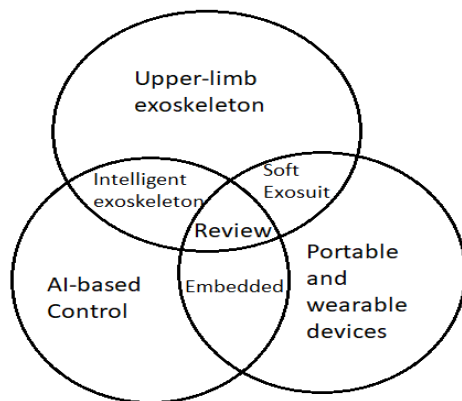 Upper-limb
exoskeleton
Intelligent
exoskeleton
Soft
Exosuit
Review
AI-based
Control
Embedded
Portable
and
wearable
devices